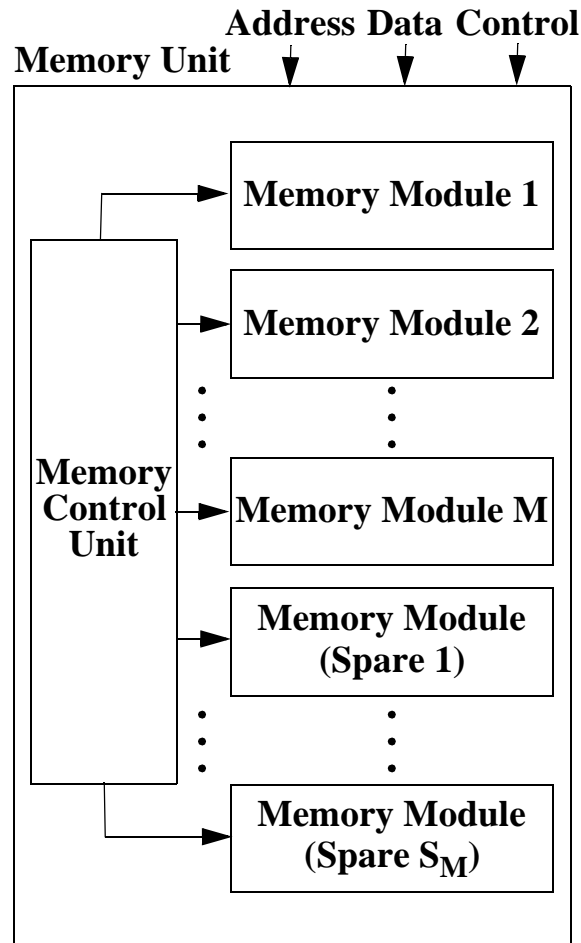 Address Data Control
Memory Unit
Memory Module 1
Memory Module 2
Memory
Control
Unit
Memory Module M
Memory Module
(Spare 1)
Memory Module
(Spare S_M)